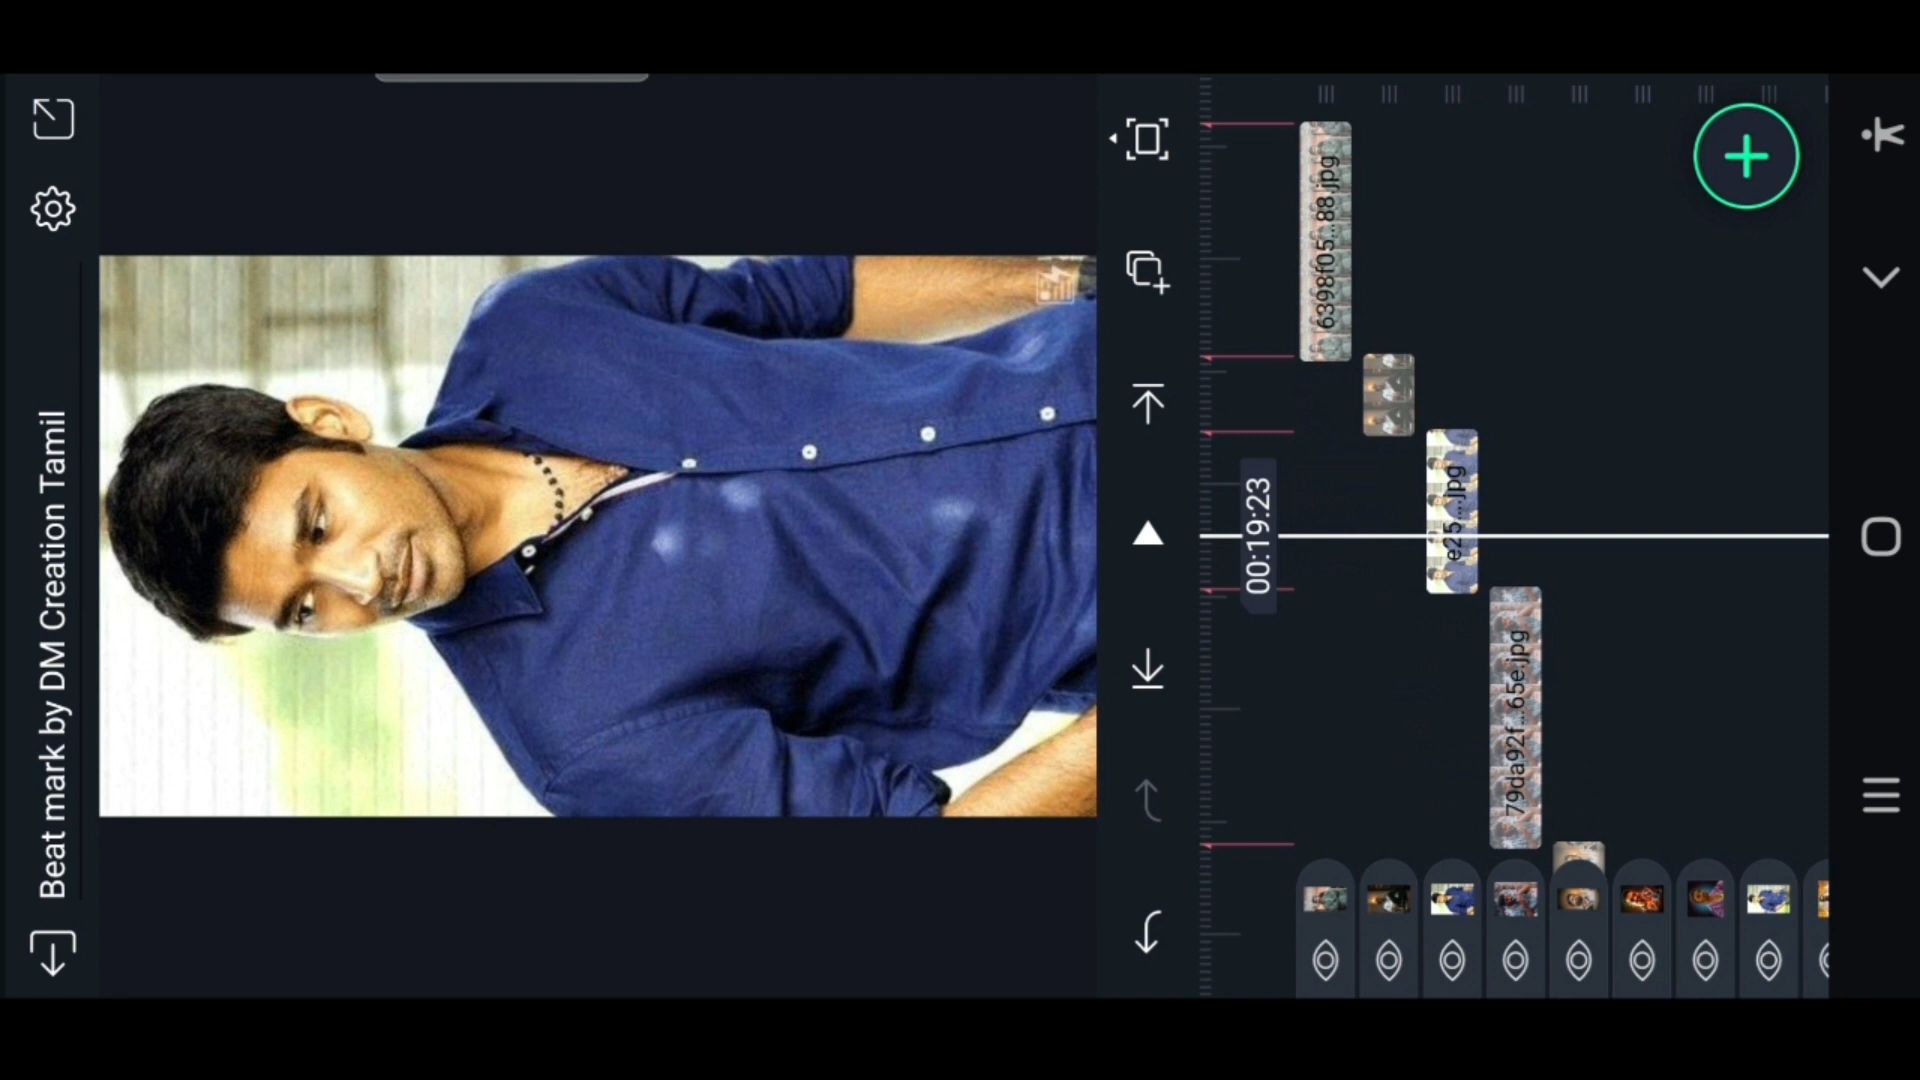 Beat mark by DM Creation Tamil
00:19:23
6398f05...88.jpg
e25....jpg
79da92f...65e.jpg